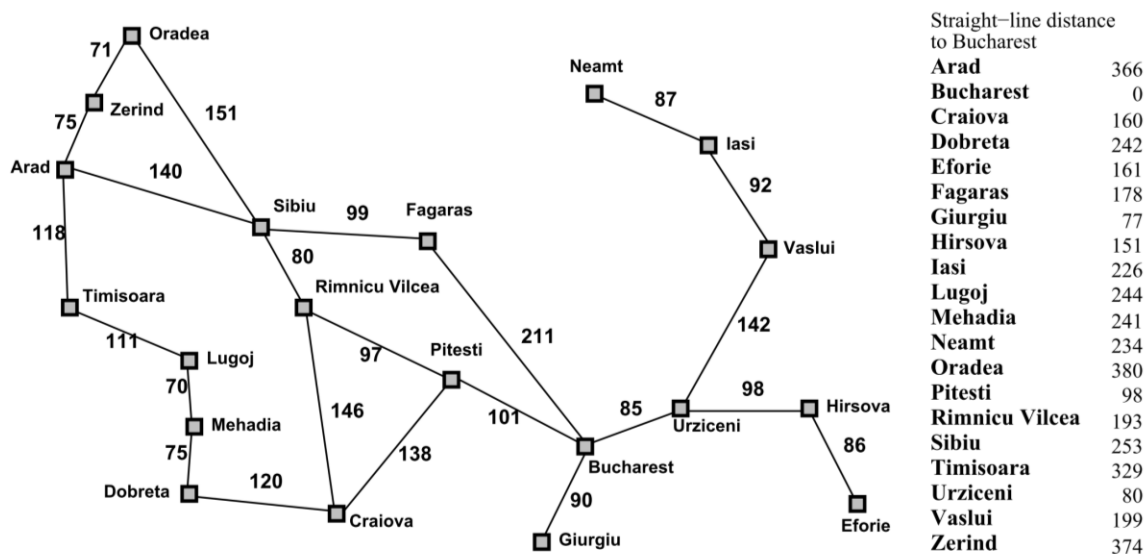 Oradea
71
Neamt
87
Zerind
151
75
Iasi
Arad
140
92
Sibiu
99
Fagaras
118
80
Vaslui
Timisoara
Rimnicu Vilcea
142
111
211
Lugoj
97
Pitesti
70
98
Hirsova
146
101
85
Mehadia
Urziceni
75
138
86
Bucharest
Dobreta
120
90
Craiova
Eforie
Giurgiu
Straight−line distance
to Bucharest
Arad 366
Bucharest 0
Craiova 160
Dobreta 242
Eforie 161
Fagaras 178
Giurgiu 77
Hirsova 151
Iasi 226
Lugoj 244
Mehadia 241
Neamt 234
Oradea 380
Pitesti 98
Rimnicu Vilcea 193
Sibiu 253
Timisoara 329
Urziceni 80
Vaslui 199
Zerind 374